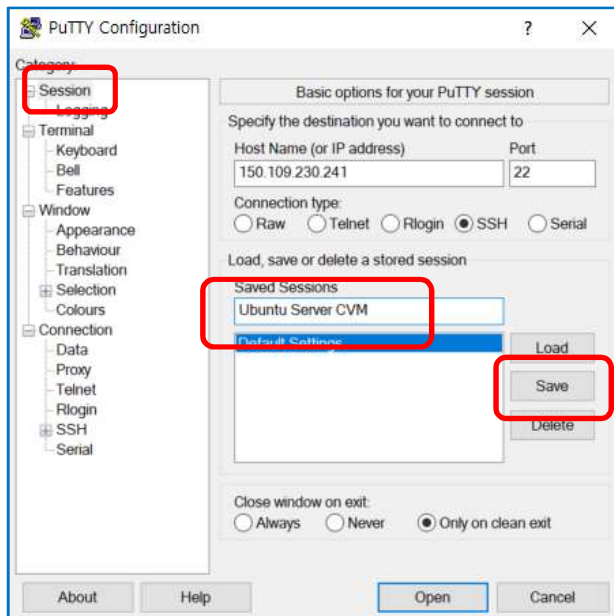 PuTTY Configuration
Category:
Session
Logging
Terminal
Keyboard
Bell
Features
Window
Appearance
Behaviour
Translation
Selection
Colours
Connection
Data
Proxy
Telnet
Rlogin
SSH
Serial
Basic options for your PuTTY session
Specify the destination you want to connect to
Host Name (or IP address) Port
150.109.230.241 22
Connection type:
Raw Telnet Rlogin SSH Serial
Load, save or delete a stored session
Saved Sessions
Ubuntu Server CVM
Default Settings
Load
Save
Delete
Close window on exit:
Always Never Only on clean exit
About Help Open Cancel